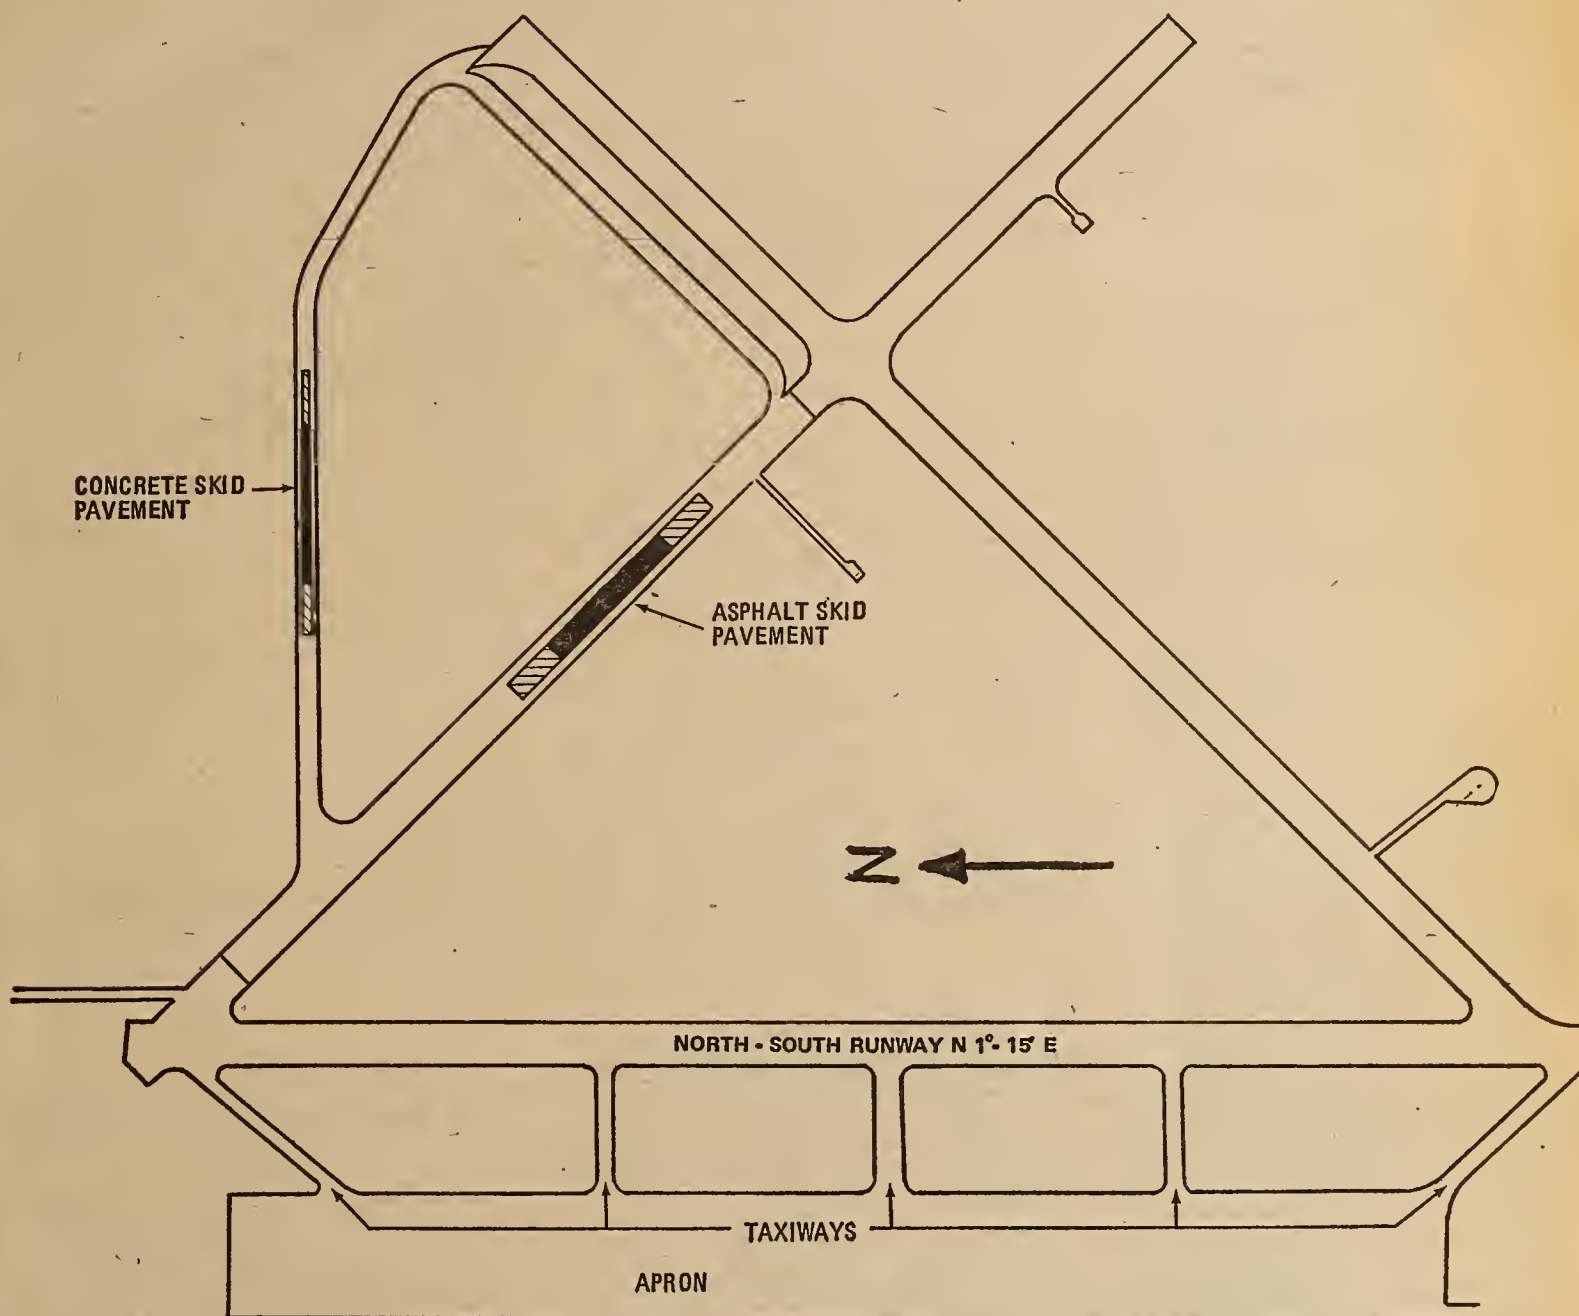 CONCRETE SKID
PAVEMENT
ASPHALT SKID
PAVEMENT
N
NORTH - SOUTH RUNWAY N 1°- 15' E
TAXIWAYS
APRON